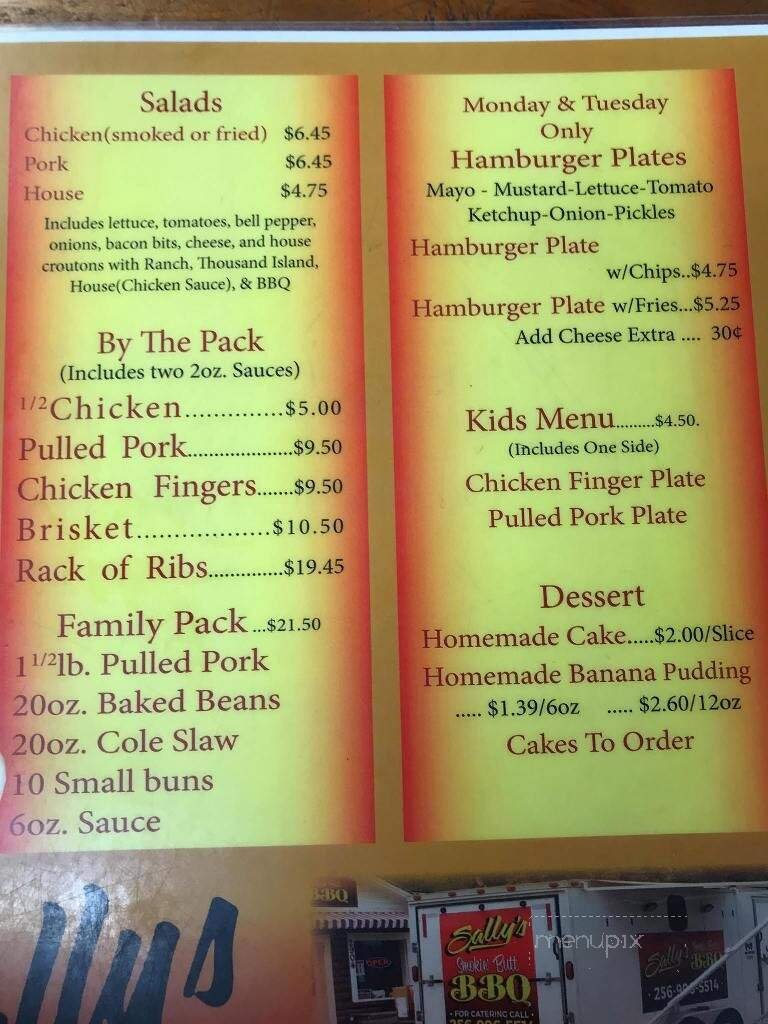 Salads
Chicken(smoked or fried) $6.45
Pork $6.45
House $4.75
Includes lettuce, tomatoes, bell pepper,
onions, bacon bits, cheese, and house
croutons with Ranch, Thousand Island,
House(Chicken Sauce), & BBQ
By The Pack
(Includes two 2oz. Sauces)
1/2Chicken..............$5.00
Pulled Pork.....................$9.50
Chicken Fingers.......$9.50
Brisket...................$10.50
Rack of Ribs..............$19.45
Family Pack ...$21.50
1 1/2lb. Pulled Pork
20oz. Baked Beans
20oz. Cole Slaw
10 Small buns
6oz. Sauce
Monday & Tuesday
Only
Hamburger Plates
Mayo - Mustard-Lettuce-Tomato
Ketchup-Onion-Pickles
Hamburger Plate
w/Chips..$4.75
Hamburger Plate w/Fries...$5.25
Add Cheese Extra .... 30¢
Kids Menu.........$4.50.
(Includes One Side)
Chicken Finger Plate
Pulled Pork Plate
Dessert
Homemade Cake.....$2.00/Slice
Homemade Banana Pudding
..... $1.39/6oz ..... $2.60/12oz
Cakes To Order
lly's
BBQ
OPEN
Sally's
Smokin' Butt
BBQ
• FOR CATERING CALL •
menupix
Sally's
BBQ